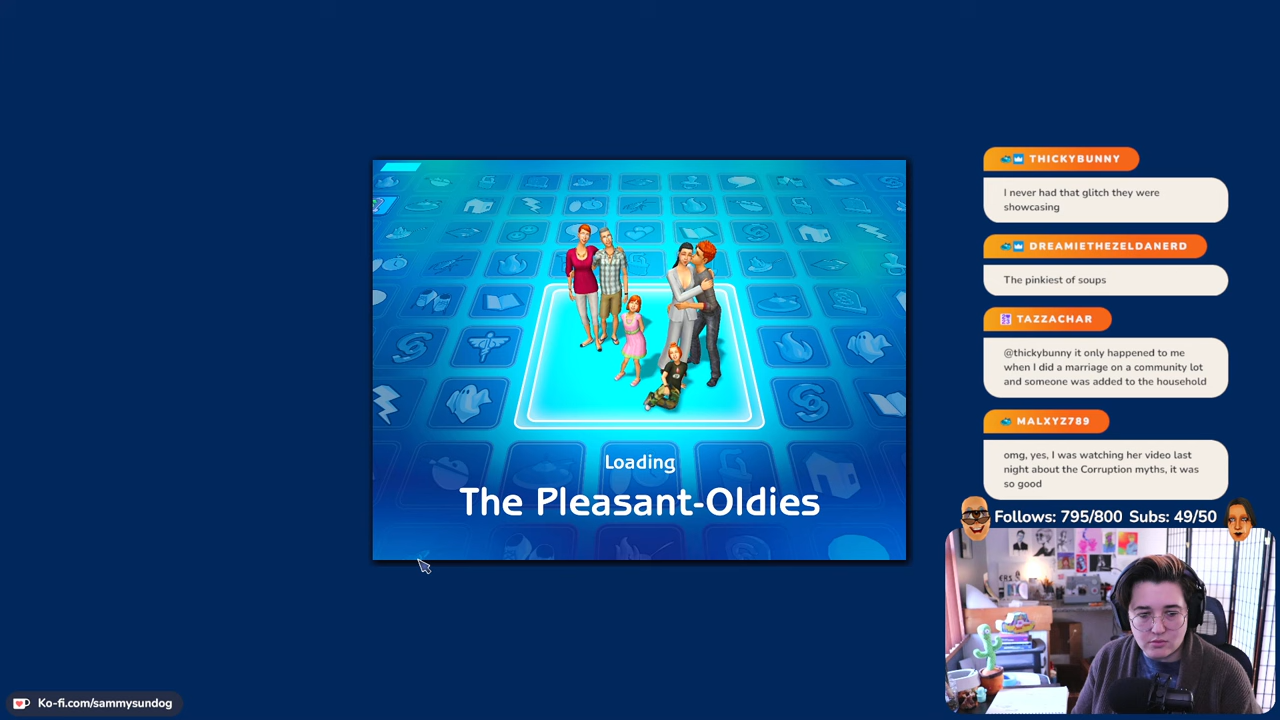 THICKYBUNNY
I never had that glitch they were
showcasing
DREAMIETHEZELDANERD
The pinkiest of soups
TAZZACHAR
@thickybunny it only happened to me
when I did a marriage on a community lot
and someone was added to the household
MALXYZ789
omg, yes, I was watching her video last
night about the Corruption myths, it was
so good
Loading
The Pleasant-Oldies
Follows: 795/800 Subs: 49/50
Ko-fi.com/sammysundog